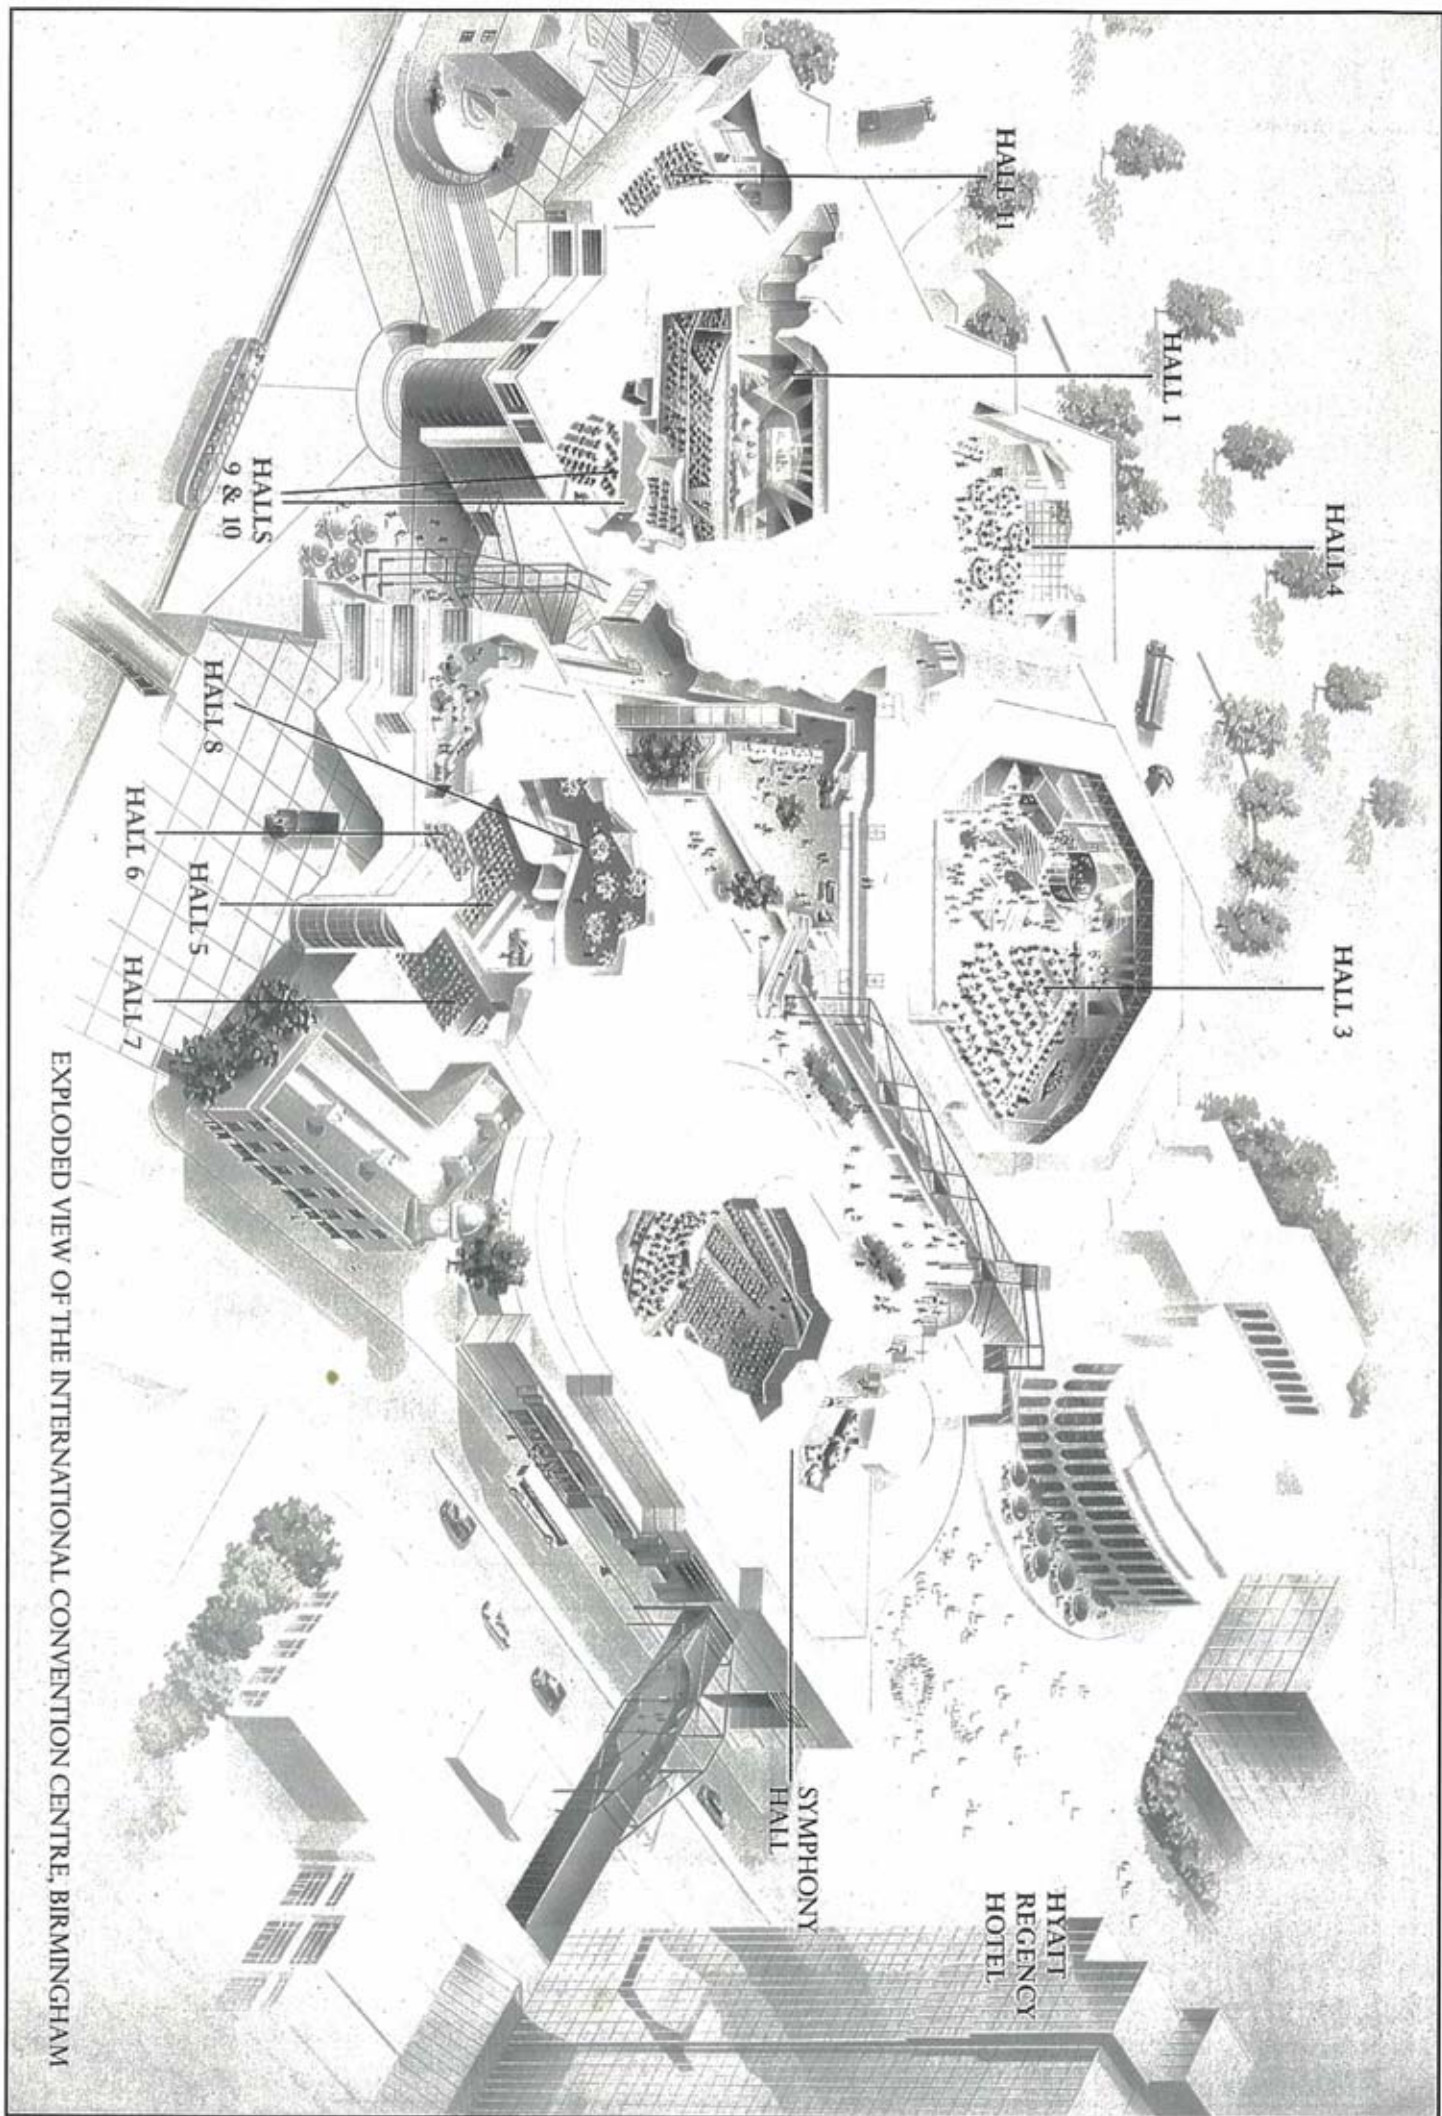 HALL 4
HALL 3
HALL 1
HALL 11
HYATT
REGENCY
HOTEL
SYMPHONY
HALL
HALLS
9 & 10
HALL 8
HALL 5
HALL 6
HALL 7
EXPLODED VIEW OF THE INTERNATIONAL CONVENTION CENTRE, BIRMINGHAM